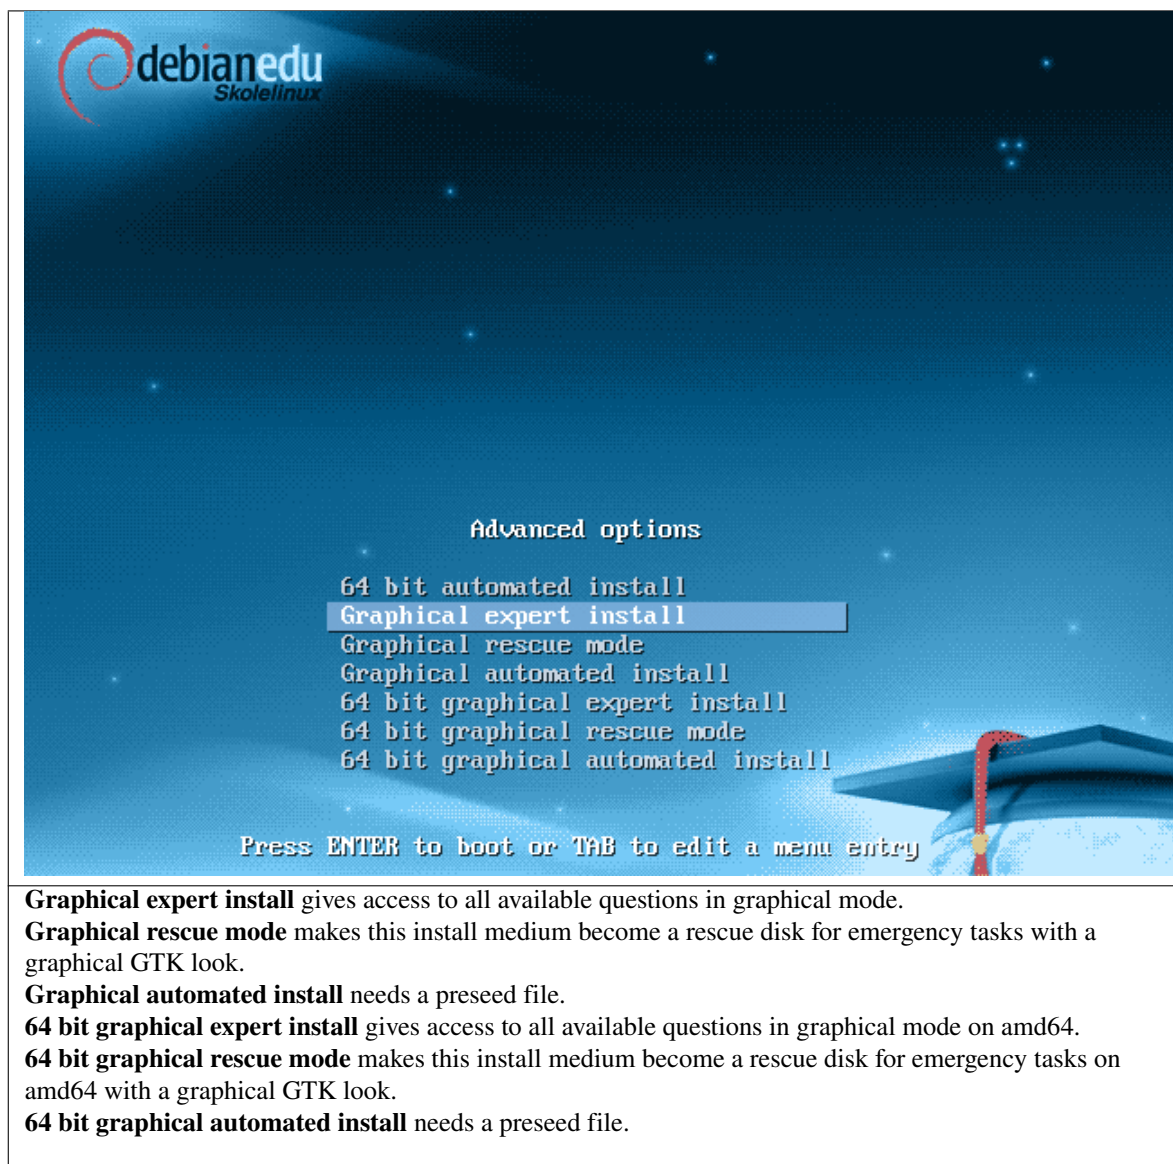 debianedu
Skolelinux
Advanced options
64 bit automated install
Graphical expert install
Graphical rescue mode
Graphical automated install
64 bit graphical expert install
64 bit graphical rescue mode
64 bit graphical automated install
Press ENTER to boot or TAB to edit a menu entry
Graphical expert install gives access to all available questions in graphical mode.
Graphical rescue mode makes this install medium become a rescue disk for emergency tasks with a
graphical GTK look.
Graphical automated install needs a preseed file.
64 bit graphical expert install gives access to all available questions in graphical mode on amd64.
64 bit graphical rescue mode makes this install medium become a rescue disk for emergency tasks on
amd64 with a graphical GTK look.
64 bit graphical automated install needs a preseed file.